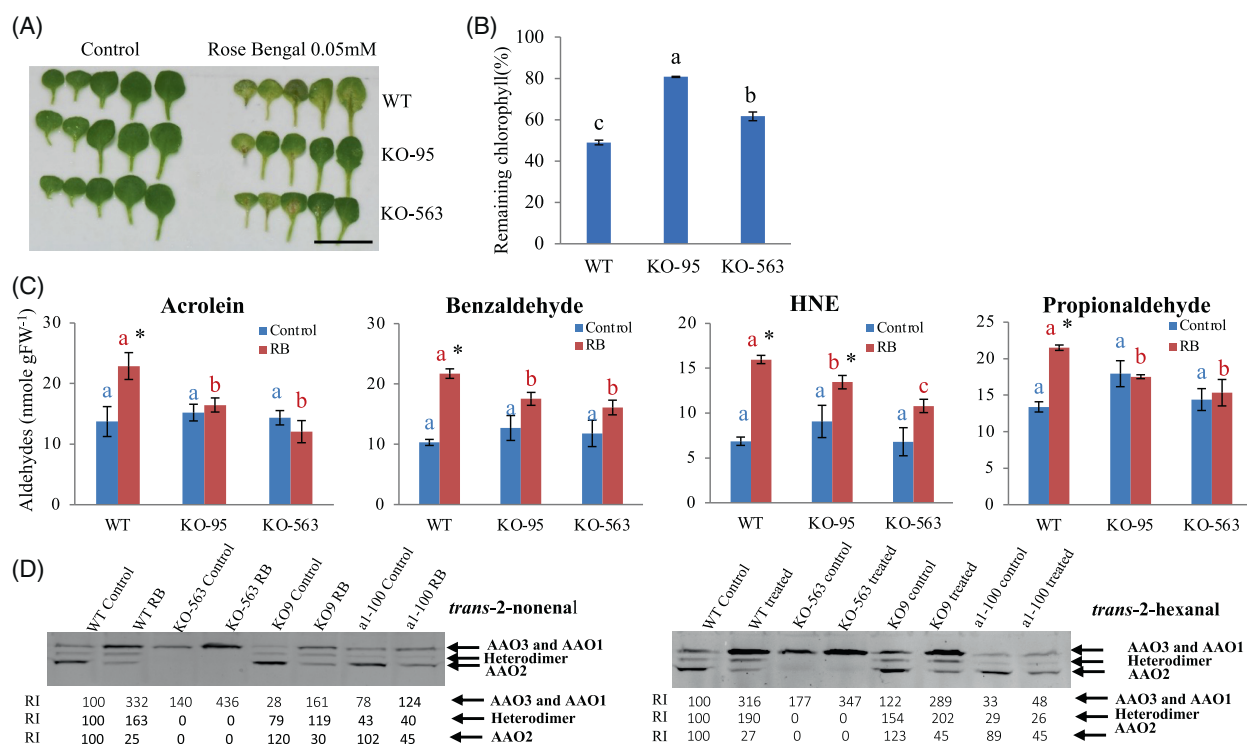 (A)
Control Rose Bengal 0.05mM
WT
KO-95
KO-563
(B)
Remaining chlorophyll(%)
100
80
60
40
20
0
c
a
b
WT KO-95 KO-563
(C)
Aldehydes (nmole gFW-1)
Acrolein
30
20
10
0
Control
RB
a a *
a b
a b
WT KO-95 KO-563
Benzaldehyde
30
20
10
0
Control
RB
a a *
a b
a b
WT KO-95 KO-563
HNE
20
15
10
5
0
Control
RB
a a *
a b *
a c
WT KO-95 KO-563
Propionaldehyde
25
20
15
10
5
0
Control
RB
a a *
a b
a b
WT KO-95 KO-563
(D)
WT Control WT RB KO-563 Control KO-563 RB KO9 Control KO9 RB a1-100 Control a1-100 RB
trans-2-nonenal
AAO3 and AAO1
Heterodimer
AAO2
RI 100 332 140 436 28 161 78 124 AAO3 and AAO1
RI 100 163 0 0 79 119 43 40 Heterodimer
RI 100 25 0 0 120 30 102 45 AAO2
WT Control WT treated KO-563 control KO-563 treated KO9 control KO9 treated a1-100 control a1-100 treated
trans-2-hexanal
AAO3 and AAO1
Heterodimer
AAO2
RI 100 316 177 347 122 289 33 48 AAO3 and AAO1
RI 100 190 0 0 154 202 29 26 Heterodimer
RI 100 27 0 0 123 45 89 45 AAO2